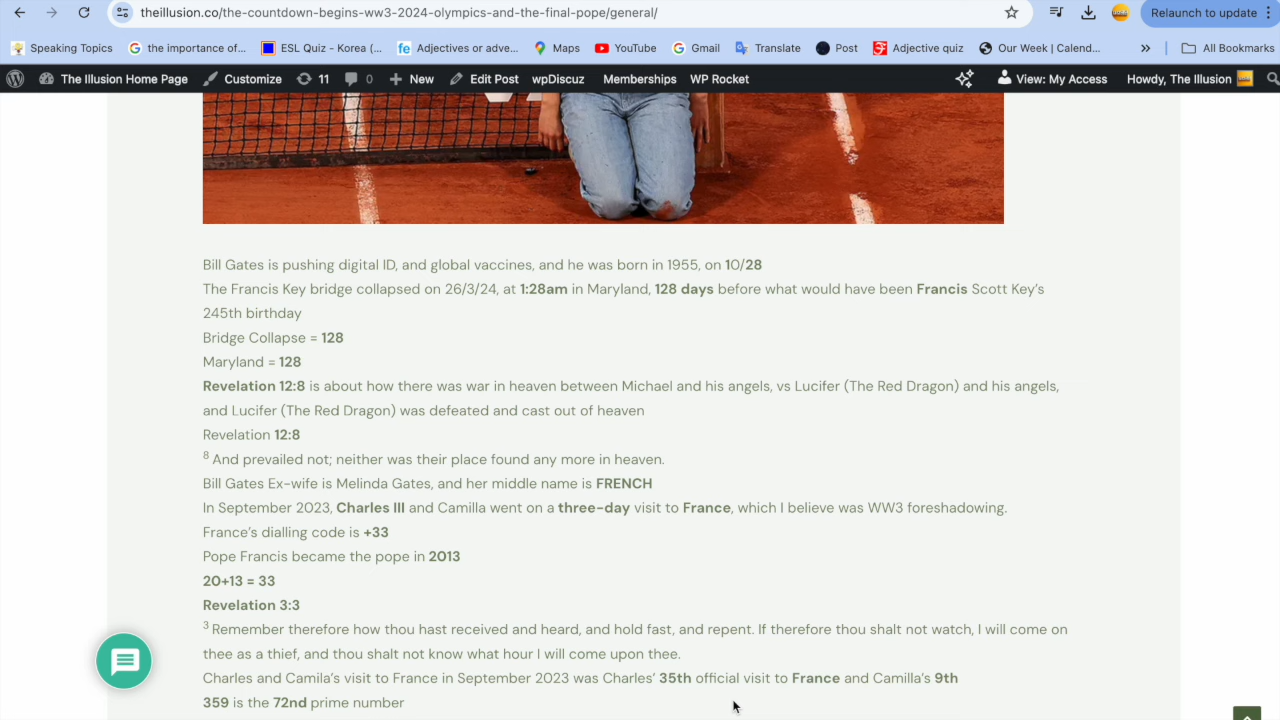 theillusion.co/the-countdown-begins-ww3-2024-olympics-and-the-final-pope/general/
Relaunch to update
Speaking Topics
the importance of...
ESL Quiz - Korea (...
Adjectives or adve...
Maps
YouTube
Gmail
Translate
Post
Adjective quiz
Our Week | Calend...
All Bookmarks
The Illusion Home Page
Customize
11
0
New
Edit Post
wpDiscuz
Memberships
WP Rocket
View: My Access
Howdy, The Illusion
Bill Gates is pushing digital ID, and global vaccines, and he was born in 1955, on 10/28
The Francis Key bridge collapsed on 26/3/24, at 1:28am in Maryland, 128 days before what would have been Francis Scott Key's
245th birthday
Bridge Collapse = 128
Maryland = 128
Revelation 12:8 is about how there was war in heaven between Michael and his angels, vs Lucifer (The Red Dragon) and his angels,
and Lucifer (The Red Dragon) was defeated and cast out of heaven
Revelation 12:8
8 And prevailed not; neither was their place found any more in heaven.
Bill Gates Ex-wife is Melinda Gates, and her middle name is FRENCH
In September 2023, Charles III and Camilla went on a three-day visit to France, which I believe was WW3 foreshadowing.
France's dialling code is +33
Pope Francis became the pope in 2013
20+13 = 33
Revelation 3:3
3 Remember therefore how thou hast received and heard, and hold fast, and repent. If therefore thou shalt not watch, I will come on
thee as a thief, and thou shalt not know what hour I will come upon thee.
Charles and Camila's visit to France in September 2023 was Charles' 35th official visit to France and Camilla's 9th
359 is the 72nd prime number